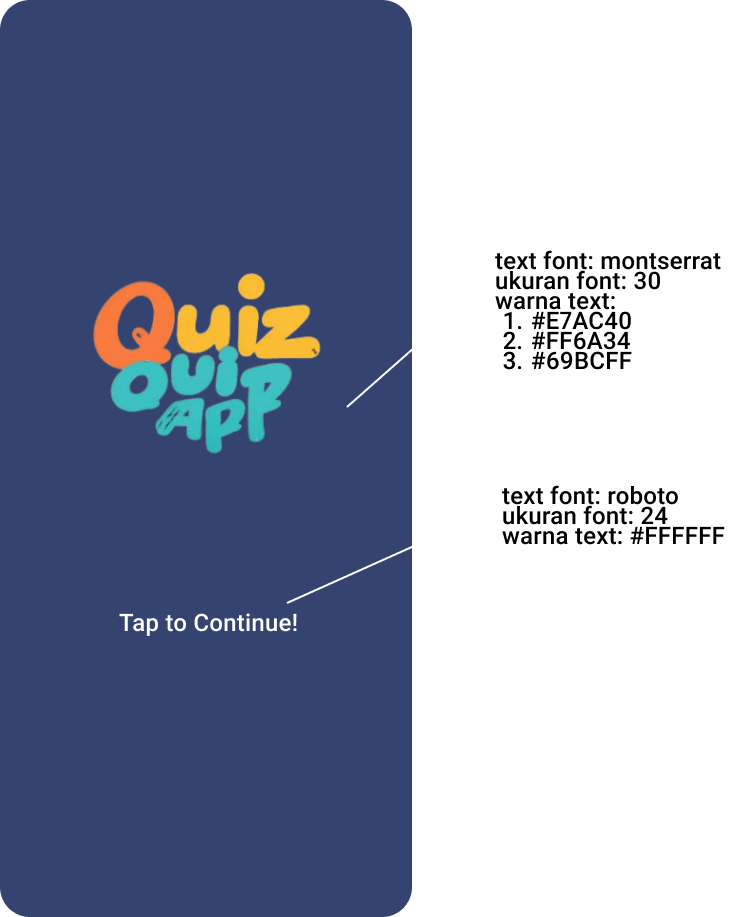 Quiz
Quip
App
text font: montserrat
ukuran font: 30
warna text:
1. #E7AC40
2. #FF6A34
3. #69BCFF
text font: roboto
ukuran font: 24
warna text: #FFFFFF
Tap to Continue!